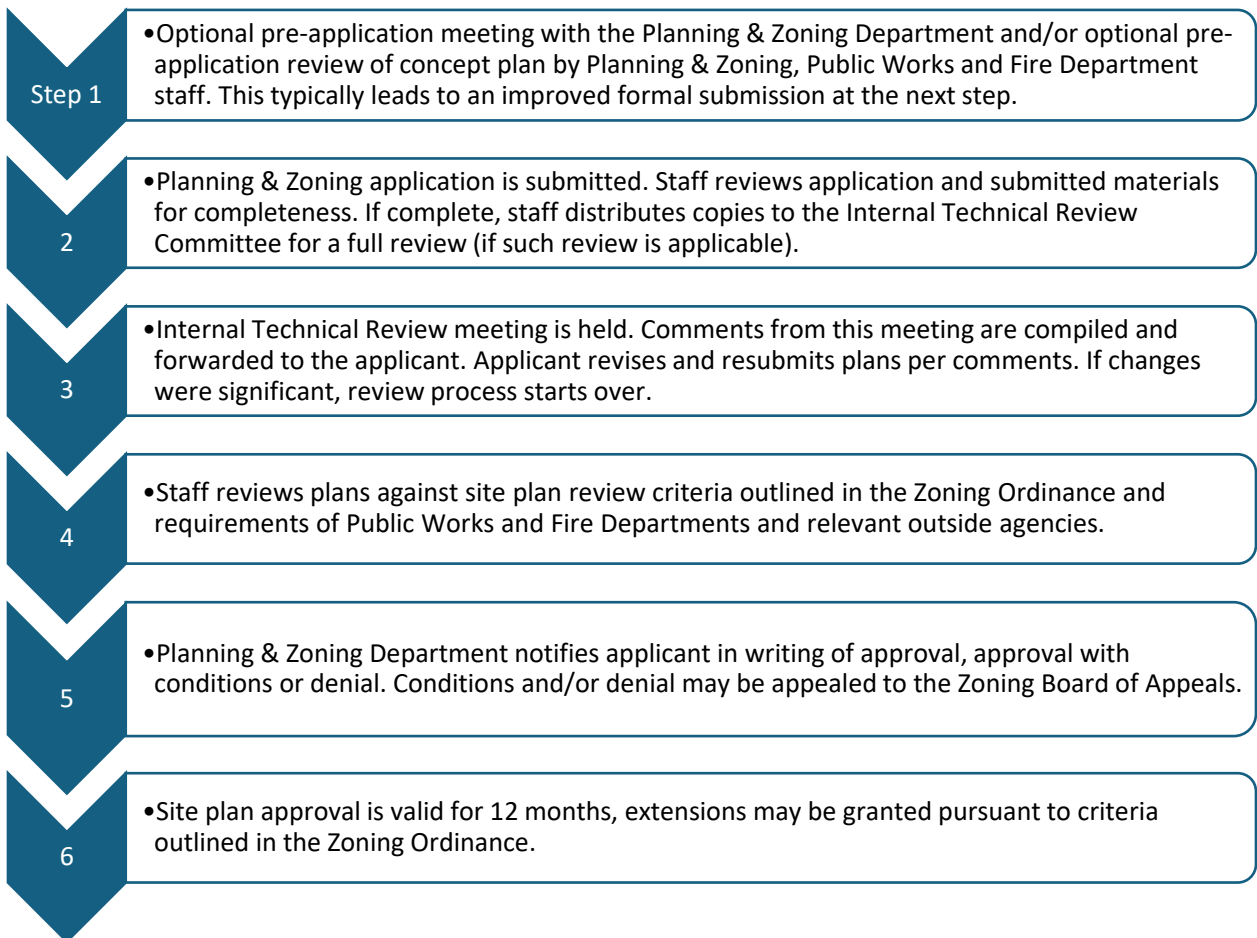 Step 1
•Optional pre-application meeting with the Planning & Zoning Department and/or optional pre-
application review of concept plan by Planning & Zoning, Public Works and Fire Department
staff. This typically leads to an improved formal submission at the next step.
2
•Planning & Zoning application is submitted. Staff reviews application and submitted materials
for completeness. If complete, staff distributes copies to the Internal Technical Review
Committee for a full review (if such review is applicable).
3
•Internal Technical Review meeting is held. Comments from this meeting are compiled and
forwarded to the applicant. Applicant revises and resubmits plans per comments. If changes
were significant, review process starts over.
4
•Staff reviews plans against site plan review criteria outlined in the Zoning Ordinance and
requirements of Public Works and Fire Departments and relevant outside agencies.
5
•Planning & Zoning Department notifies applicant in writing of approval, approval with
conditions or denial. Conditions and/or denial may be appealed to the Zoning Board of Appeals.
6
•Site plan approval is valid for 12 months, extensions may be granted pursuant to criteria
outlined in the Zoning Ordinance.